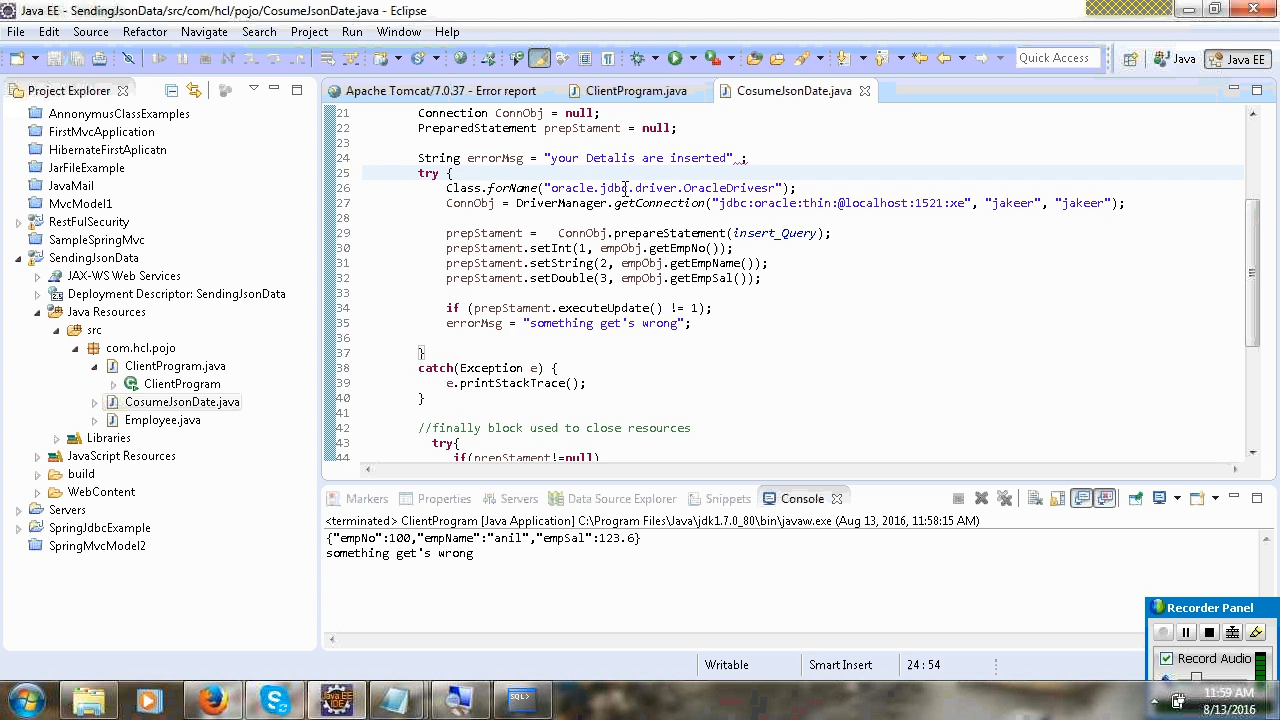 Java EE - SendingJsonData/src/com/hcl/pojo/CosumeJsonDate.java - Eclipse
File Edit Source Refactor Navigate Search Project Run Window Help
Quick Access Java Java EE
Project Explorer
AnnonymusClassExamples
FirstMvcApplication
HibernateFirstAplicatn
JarFileExample
JavaMail
MvcModel1
RestFulSecurity
SampleSpringMvc
SendingJsonData
JAX-WS Web Services
Deployment Descriptor: SendingJsonData
Java Resources
src
com.hcl.pojo
ClientProgram.java
ClientProgram
CosumeJsonDate.java
Employee.java
Libraries
JavaScript Resources
build
WebContent
Servers
SpringJdbcExample
SpringMvcModel2
Apache Tomcat/7.0.37 - Error report ClientProgram.java CosumeJsonDate.java
21 Connection ConnObj = null;
22 PreparedStatement prepStament = null;
23
24 String errorMsg = "your Detalis are inserted" ;
25 try {
26 Class.forName("oracle.jdbc.driver.OracleDrivesr");
27 ConnObj = DriverManager.getConnection("jdbc:oracle:thin:@localhost:1521:xe", "jakeer", "jakeer");
28
29 prepStament = ConnObj.prepareStatement(insert_Query);
30 prepStament.setInt(1, empObj.getEmpNo());
31 prepStament.setString(2, empObj.getEmpName());
32 prepStament.setDouble(3, empObj.getEmpSal());
33
34 if (prepStament.executeUpdate() != 1);
35 errorMsg = "something get's wrong";
36
37 }
38 catch(Exception e) {
39 e.printStackTrace();
40 }
41
42 //finally block used to close resources
43 try{
44 if(prepStament!=null)
Markers Properties Servers Data Source Explorer Snippets Console
<terminated> ClientProgram [Java Application] C:\Program Files\Java\jdk1.7.0_80\bin\javaw.exe (Aug 13, 2016, 11:58:15 AM)
{"empNo":100,"empName":"anil","empSal":123.6}
something get's wrong
Recorder Panel
Record Audio
Writable Smart Insert 24 : 54
Java EE IDE
SQL>
11:59 AM
8/13/2016